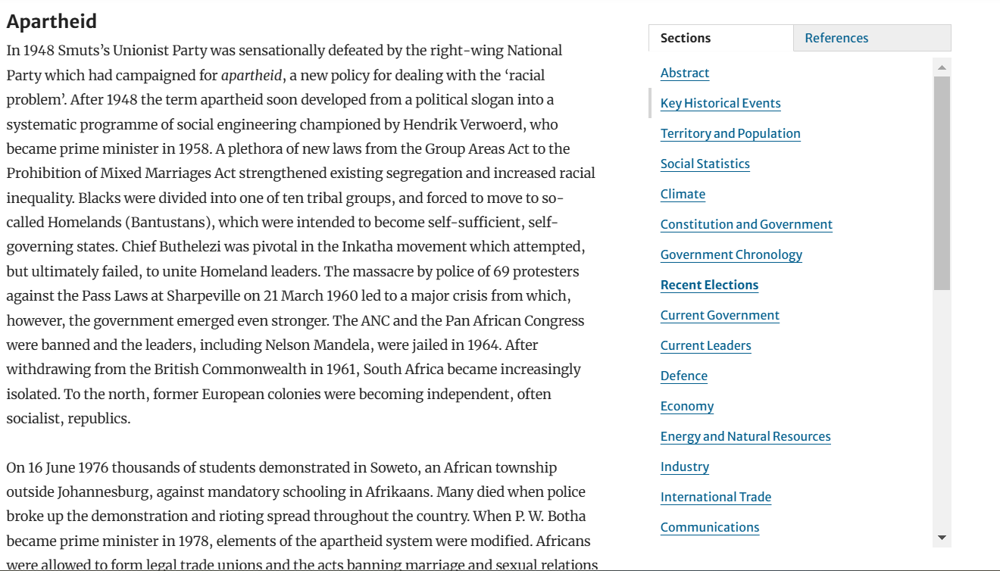 Apartheid
In 1948 Smuts’s Unionist Party was sensationally defeated by the right-wing National
Party which had campaigned for apartheid, a new policy for dealing with the ‘racial
problem’. After 1948 the term apartheid soon developed from a political slogan into a
systematic programme of social engineering championed by Hendrik Verwoerd, who
became prime minister in 1958. A plethora of new laws from the Group Areas Act to the
Prohibition of Mixed Marriages Act strengthened existing segregation and increased racial
inequality. Blacks were divided into one of ten tribal groups, and forced to move to so-
called Homelands (Bantustans), which were intended to become self-sufficient, self-
governing states. Chief Buthelezi was pivotal in the Inkatha movement which attempted,
but ultimately failed, to unite Homeland leaders. The massacre by police of 69 protesters
against the Pass Laws at Sharpeville on 21 March 1960 led to a major crisis from which,
however, the government emerged even stronger. The ANC and the Pan African Congress
were banned and the leaders, including Nelson Mandela, were jailed in 1964. After
withdrawing from the British Commonwealth in 1961, South Africa became increasingly
isolated. To the north, former European colonies were becoming independent, often
socialist, republics.
On 16 June 1976 thousands of students demonstrated in Soweto, an African township
outside Johannesburg, against mandatory schooling in Afrikaans. Many died when police
broke up the demonstration and rioting spread throughout the country. When P. W. Botha
became prime minister in 1978, elements of the apartheid system were modified. Africans
were allowed to form legal trade unions and the acts banning marriage and sexual relations
Sections
References
Abstract
Key Historical Events
Territory and Population
Social Statistics
Climate
Constitution and Government
Government Chronology
Recent Elections
Current Government
Current Leaders
Defence
Economy
Energy and Natural Resources
Industry
International Trade
Communications